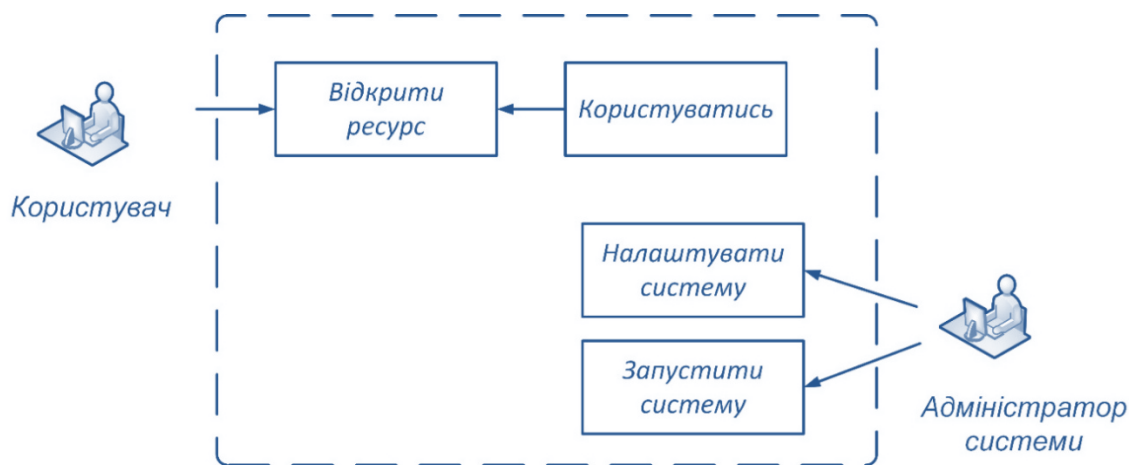 Відкрити
ресурс
Користуватись
Користувач
Налаштувати
систему
Запустити
систему
Адміністратор
системи